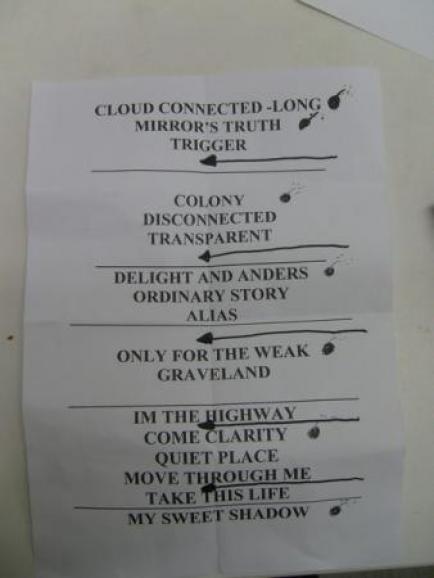 CLOUD CONNECTED -LONG
MIRROR'S TRUTH
TRIGGER
COLONY
DISCONNECTED
TRANSPARENT
DELIGHT AND ANDERS
ORDINARY STORY
ALIAS
ONLY FOR THE WEAK
GRAVELAND
IM THE HIGHWAY
COME CLARITY
QUIET PLACE
MOVE THROUGH ME
TAKE THIS LIFE
MY SWEET SHADOW